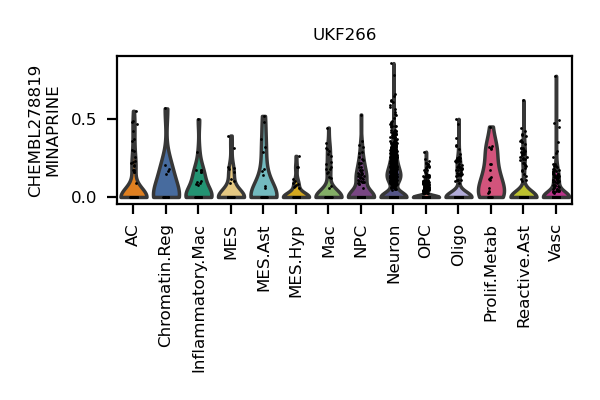 UKF266
CHEMBL278819
MINAPRINE
0.5
0.0
AC
Chromatin.Reg
Inflammatory.Mac
MES
MES.Ast
MES.Hyp
Mac
NPC
Neuron
OPC
Oligo
Prolif.Metab
Reactive.Ast
Vasc